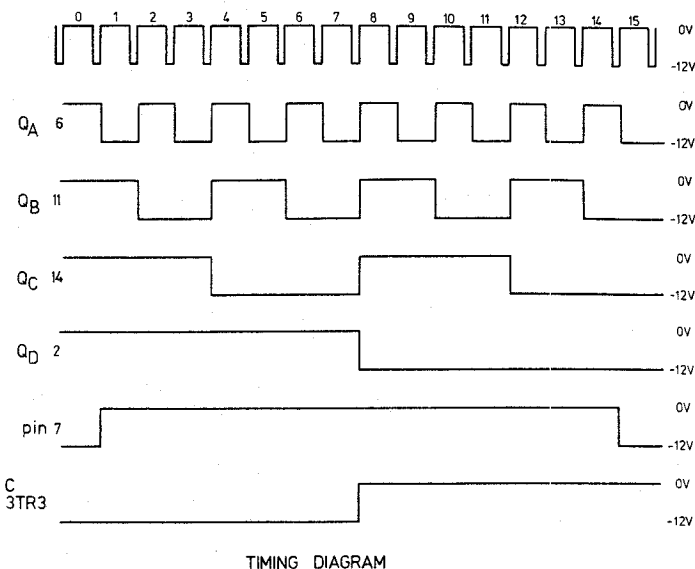 0 1 2 3 4 5 6 7 8 9 10 11 12 13 14 15
0V
-12V
QA 6
0V
-12V
QB 11
0V
-12V
QC 14
0V
-12V
QD 2
0V
-12V
pin 7
0V
-12V
C
3TR3
0V
-12V
TIMING DIAGRAM